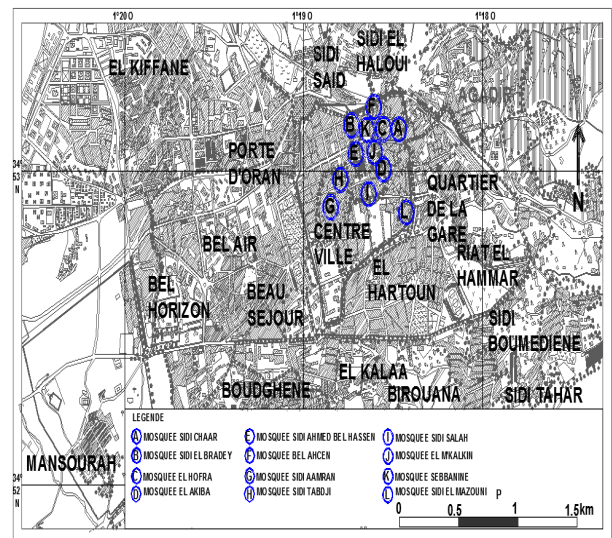 1°20 0
1°19 0
1°18 0
SIDI EL
HALOUI
SIDI
SAID
EL KIFFANE
AGADIR
F
B K C A
E J
D
H
I
G
L
34°
53
N
PORTE
D'ORAN
QUARTIER
DE LA
GARE
N
CENTRE
VILLE
BEL AIR
RIAT EL
HAMMAR
EL
HARTOUN
BEL
HORIZON
BEAU
SEJOUR
SIDI
BOUMEDIENE
EL KALAA
BIROUANA
BOUDGHENE
SIDI TAHAR
MANSOURAH
34°
52
N
LEGENDE
A MOSQUEE SIDI CHAAR
B MOSQUEE SIDI EL BRADEY
C MOSQUEE EL HOFRA
D MOSQUEE EL AKIBA
E MOSQUEE SIDI AHMED BEL HASSEN
F MOSQUEE BEL AHCEN
G MOSQUEE SIDI AAMRAN
H MOSQUEE SIDI TABDJI
I MOSQUEE SIDI SALAH
J MOSQUEE EL M'KALKIN
K MOSQUEE SEBBANINE
L MOSQUEE SIDI EL MAZOUNI P
0 0.5 1 1.5km